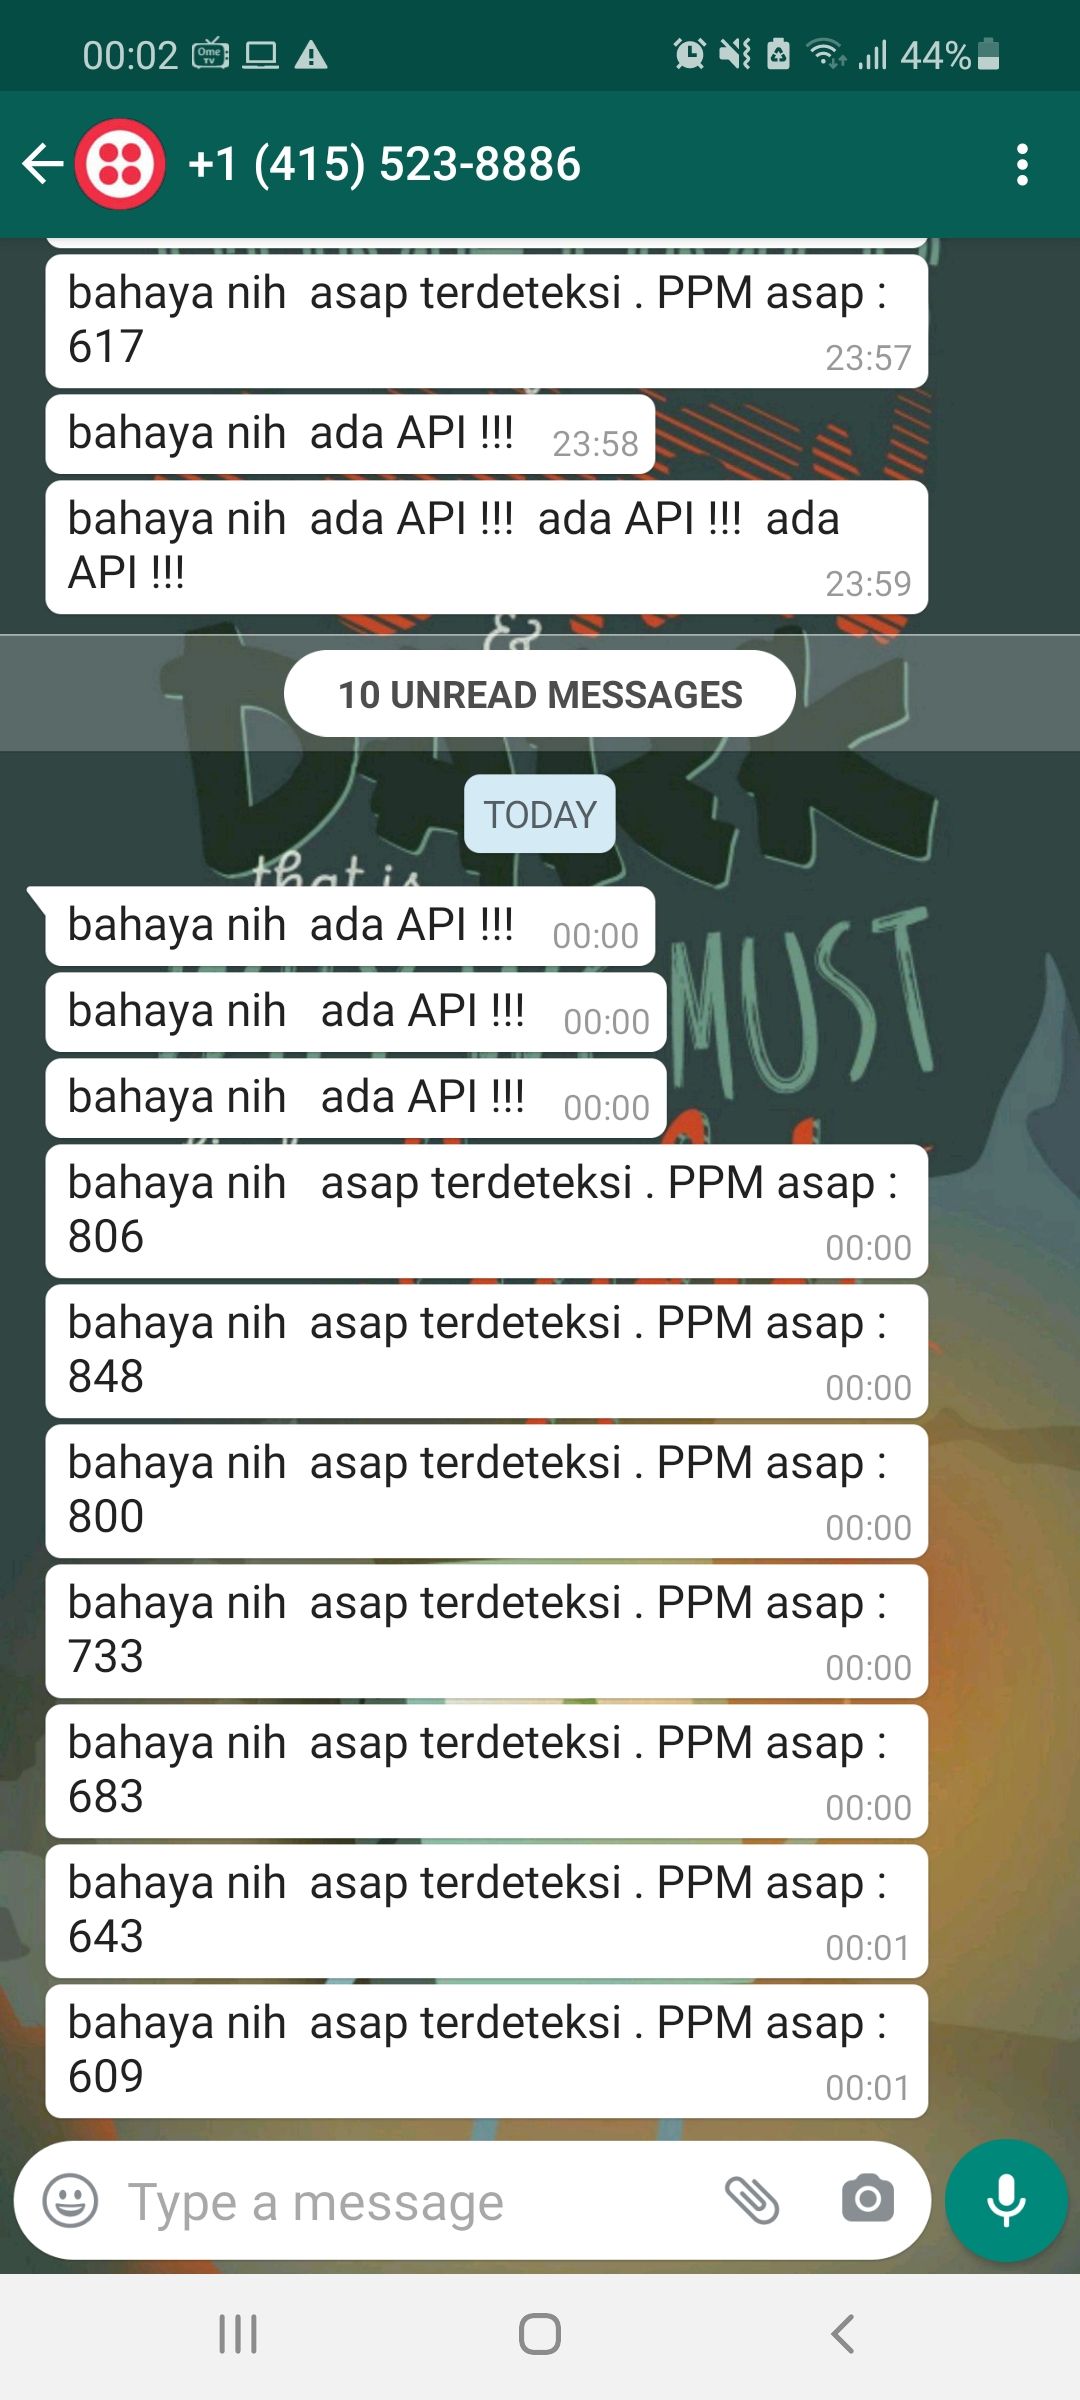 00:02
Ome
TV
44%
+1 (415) 523-8886
bahaya nih  asap terdeteksi . PPM asap :
617
23:57
bahaya nih  ada API !!!
23:58
bahaya nih  ada API !!!  ada API !!!  ada
API !!!
23:59
&
10 UNREAD MESSAGES
DARK
TODAY
that is
bahaya nih  ada API !!!
00:00
MUST
bahaya nih   ada API !!!
00:00
bahaya nih   ada API !!!
00:00
bahaya nih   asap terdeteksi . PPM asap :
806
00:00
bahaya nih  asap terdeteksi . PPM asap :
848
00:00
bahaya nih  asap terdeteksi . PPM asap :
800
00:00
bahaya nih  asap terdeteksi . PPM asap :
733
00:00
bahaya nih  asap terdeteksi . PPM asap :
683
00:00
bahaya nih  asap terdeteksi . PPM asap :
643
00:01
bahaya nih  asap terdeteksi . PPM asap :
609
00:01
Type a message